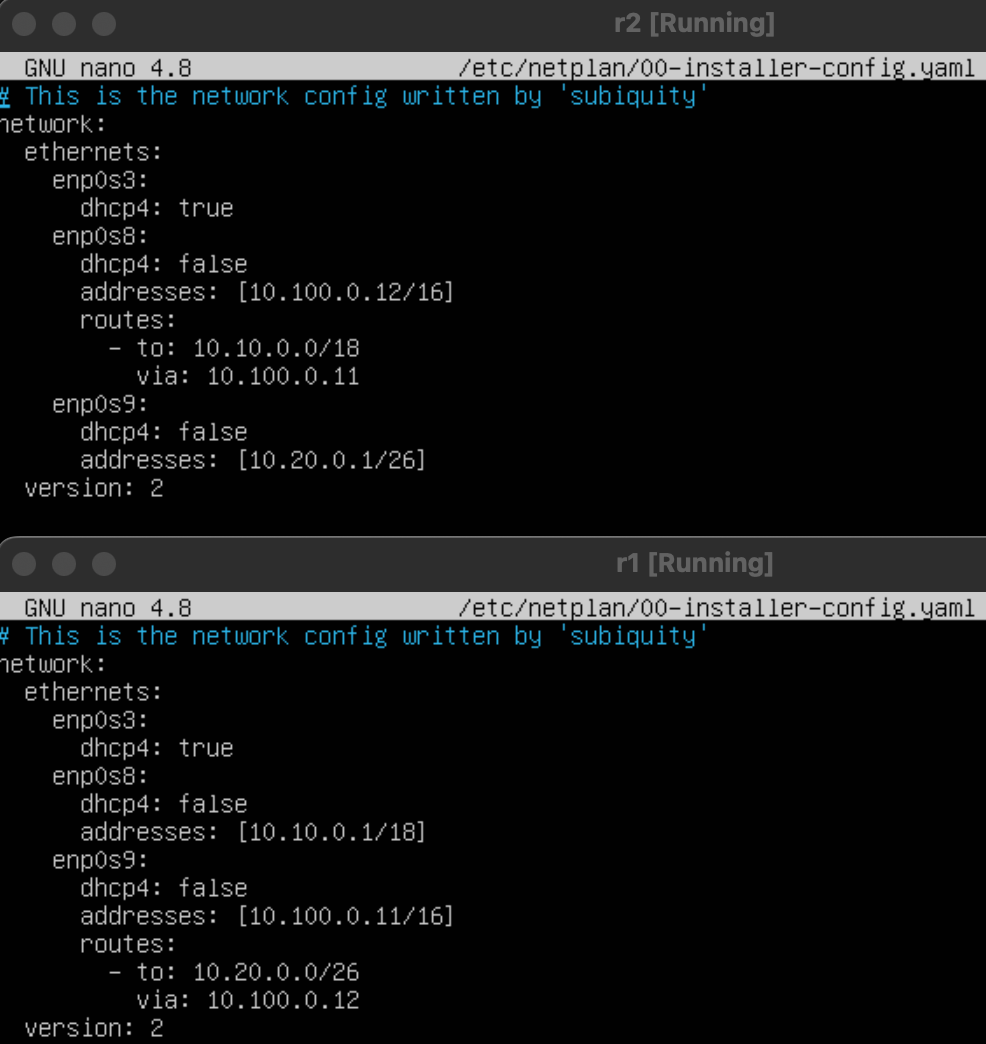 r2 [Running]
GNU nano 4.8 /etc/netplan/00-installer-config.yaml
# This is the network config written by 'subiquity'
network:
  ethernets:
    enp0s3:
      dhcp4: true
    enp0s8:
      dhcp4: false
      addresses: [10.100.0.12/16]
      routes:
        - to: 10.10.0.0/18
          via: 10.100.0.11
    enp0s9:
      dhcp4: false
      addresses: [10.20.0.1/26]
  version: 2
r1 [Running]
GNU nano 4.8 /etc/netplan/00-installer-config.yaml
# This is the network config written by 'subiquity'
network:
  ethernets:
    enp0s3:
      dhcp4: true
    enp0s8:
      dhcp4: false
      addresses: [10.10.0.1/18]
    enp0s9:
      dhcp4: false
      addresses: [10.100.0.11/16]
      routes:
        - to: 10.20.0.0/26
          via: 10.100.0.12
  version: 2